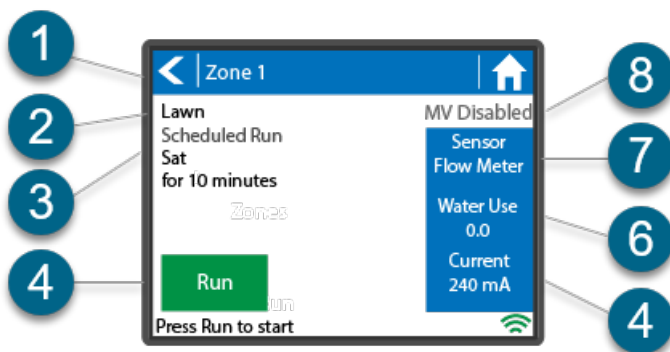 1
Zone 1
8
2
Lawn
MV Disabled
Scheduled Run
Sensor
7
Sat
Flow Meter
3
for 10 minutes
Zones
Water Use
0.0
6
4
Run
Current
240 mA
4
un
Press Run to start